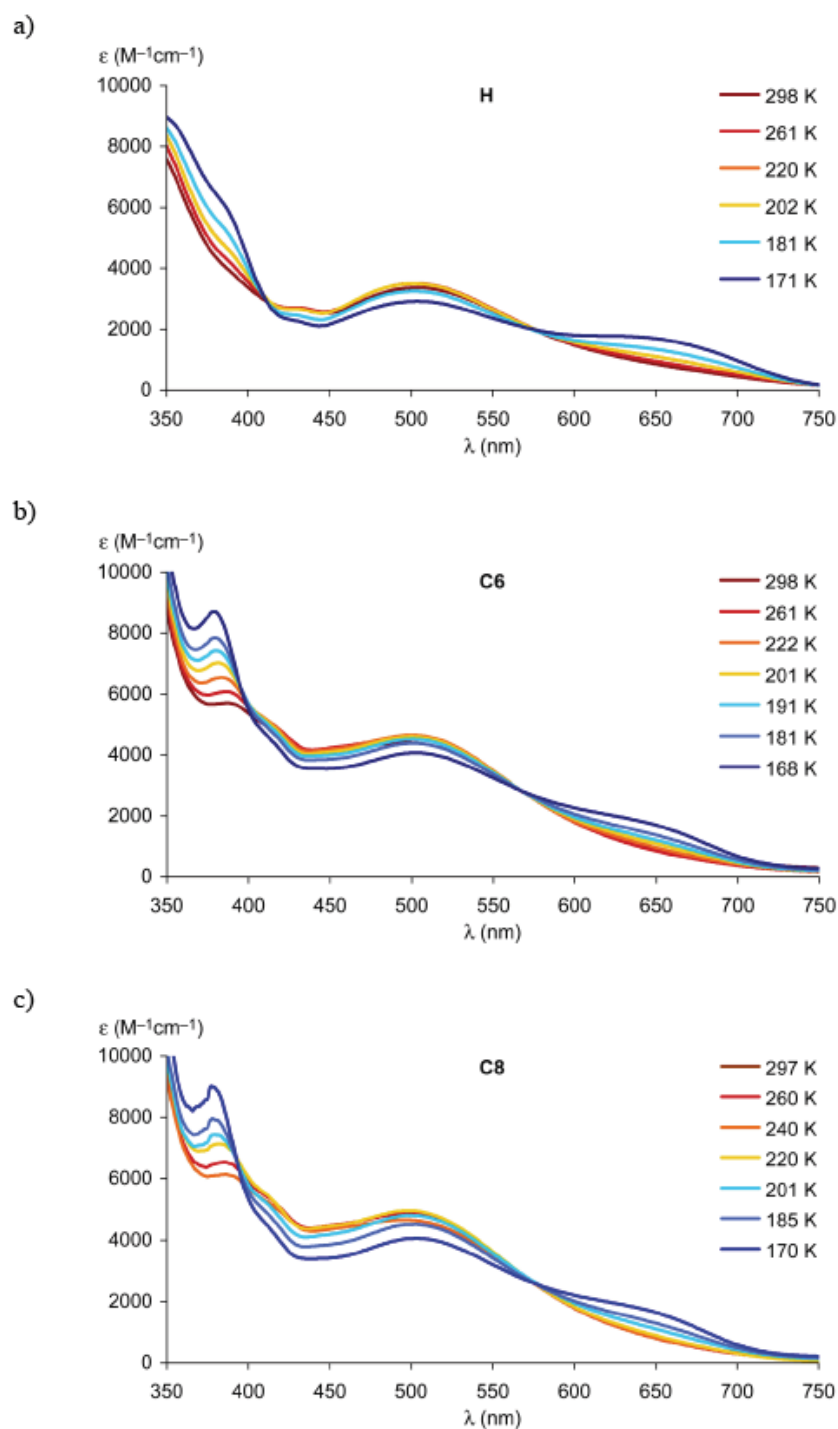 a)
ε (M⁻¹cm⁻¹)
10000
H
298 K
8000
261 K
220 K
6000
202 K
4000
181 K
171 K
2000
0
350 400 450 500 550 600 650 700 750
λ (nm)
b)
ε (M⁻¹cm⁻¹)
10000
C6
298 K
8000
261 K
222 K
6000
201 K
191 K
4000
181 K
168 K
2000
0
350 400 450 500 550 600 650 700 750
λ (nm)
c)
ε (M⁻¹cm⁻¹)
10000
C8
297 K
8000
260 K
240 K
6000
220 K
201 K
4000
185 K
170 K
2000
0
350 400 450 500 550 600 650 700 750
λ (nm)